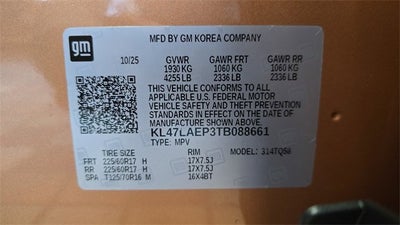 gm
MFD BY GM KOREA COMPANY
10/25 GVWR GAWR FRT GAWR RR
1930 KG 1060 KG 1060 KG
4255 LB 2336 LB 2336 LB
THIS VEHICLE CONFORMS TO ALL
APPLICABLE U.S. FEDERAL MOTOR
VEHICLE SAFETY AND THEFT PREVENTION
STANDARDS IN EFFECT ON THE DATE OF
MANUFACTURE SHOWN ABOVE.
KL47LAEP3TB088661
TYPE: MPV
TIRE SIZE RIM MODEL: 314TQ56
FRT 225/60R17 H 17X7.5J
RR 225/60R17 H 17X7.5J
SPA T125/70R16 M 16X4BT